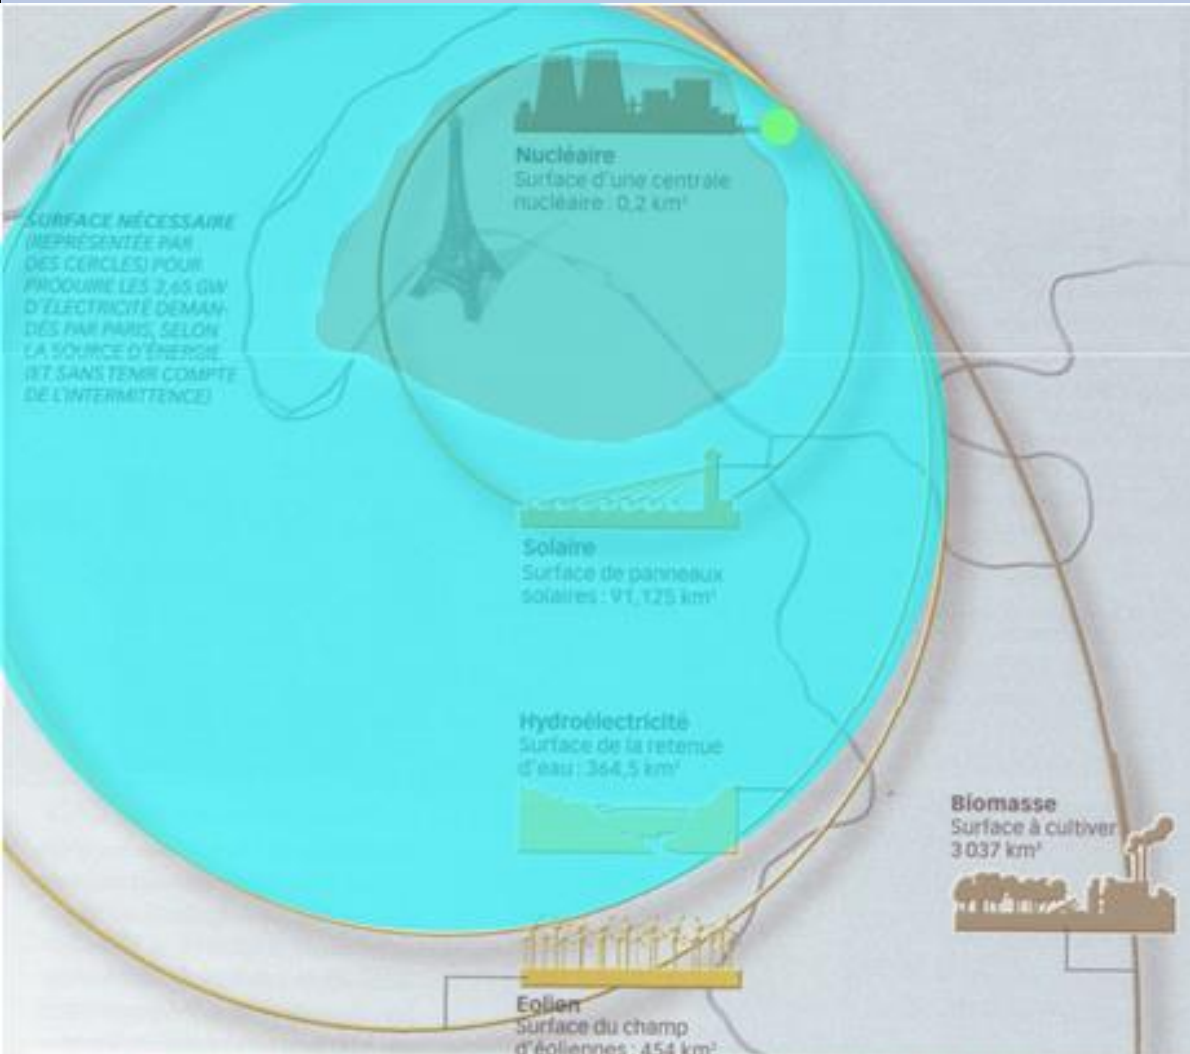 Nucléaire
Surface d'une centrale
nucléaire : 0,2 km²
SURFACE NÉCESSAIRE
(REPRÉSENTÉE PAR
DES CERCLES) POUR
PRODUIRE LES 3,65 GW
D'ÉLECTRICITÉ DEMAN-
DÉS PAR PARIS, SELON
LA SOURCE D'ÉNERGIE
(ET SANS TENIR COMPTE
DE L'INTERMITTENCE)
Solaire
Surface de panneaux
solaires : 91,125 km²
Hydroélectricité
Surface de la retenue
d'eau : 364,5 km²
Biomasse
Surface à cultiver
3 037 km²
Eolien
Surface du champ
d'éoliennes : 454 km²